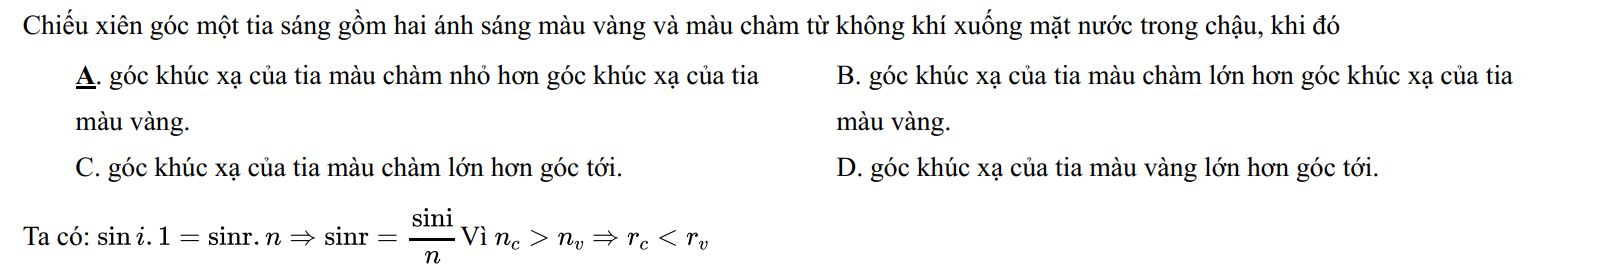 Chiếu xiên góc một tia sáng gồm hai ánh sáng màu vàng và màu chàm từ không khí xuống mặt nước trong chậu, khi đó
A. góc khúc xạ của tia màu chàm nhỏ hơn góc khúc xạ của tia
màu vàng.
B. góc khúc xạ của tia màu chàm lớn hơn góc khúc xạ của tia
màu vàng.
C. góc khúc xạ của tia màu chàm lớn hơn góc tới.
D. góc khúc xạ của tia màu vàng lớn hơn góc tới.
Ta có: $\sin i.1 = \text{sinr}.n \Rightarrow \text{sinr} = \frac{\text{sini}}{n}$ Vì $n_c > n_v \Rightarrow r_c < r_v$